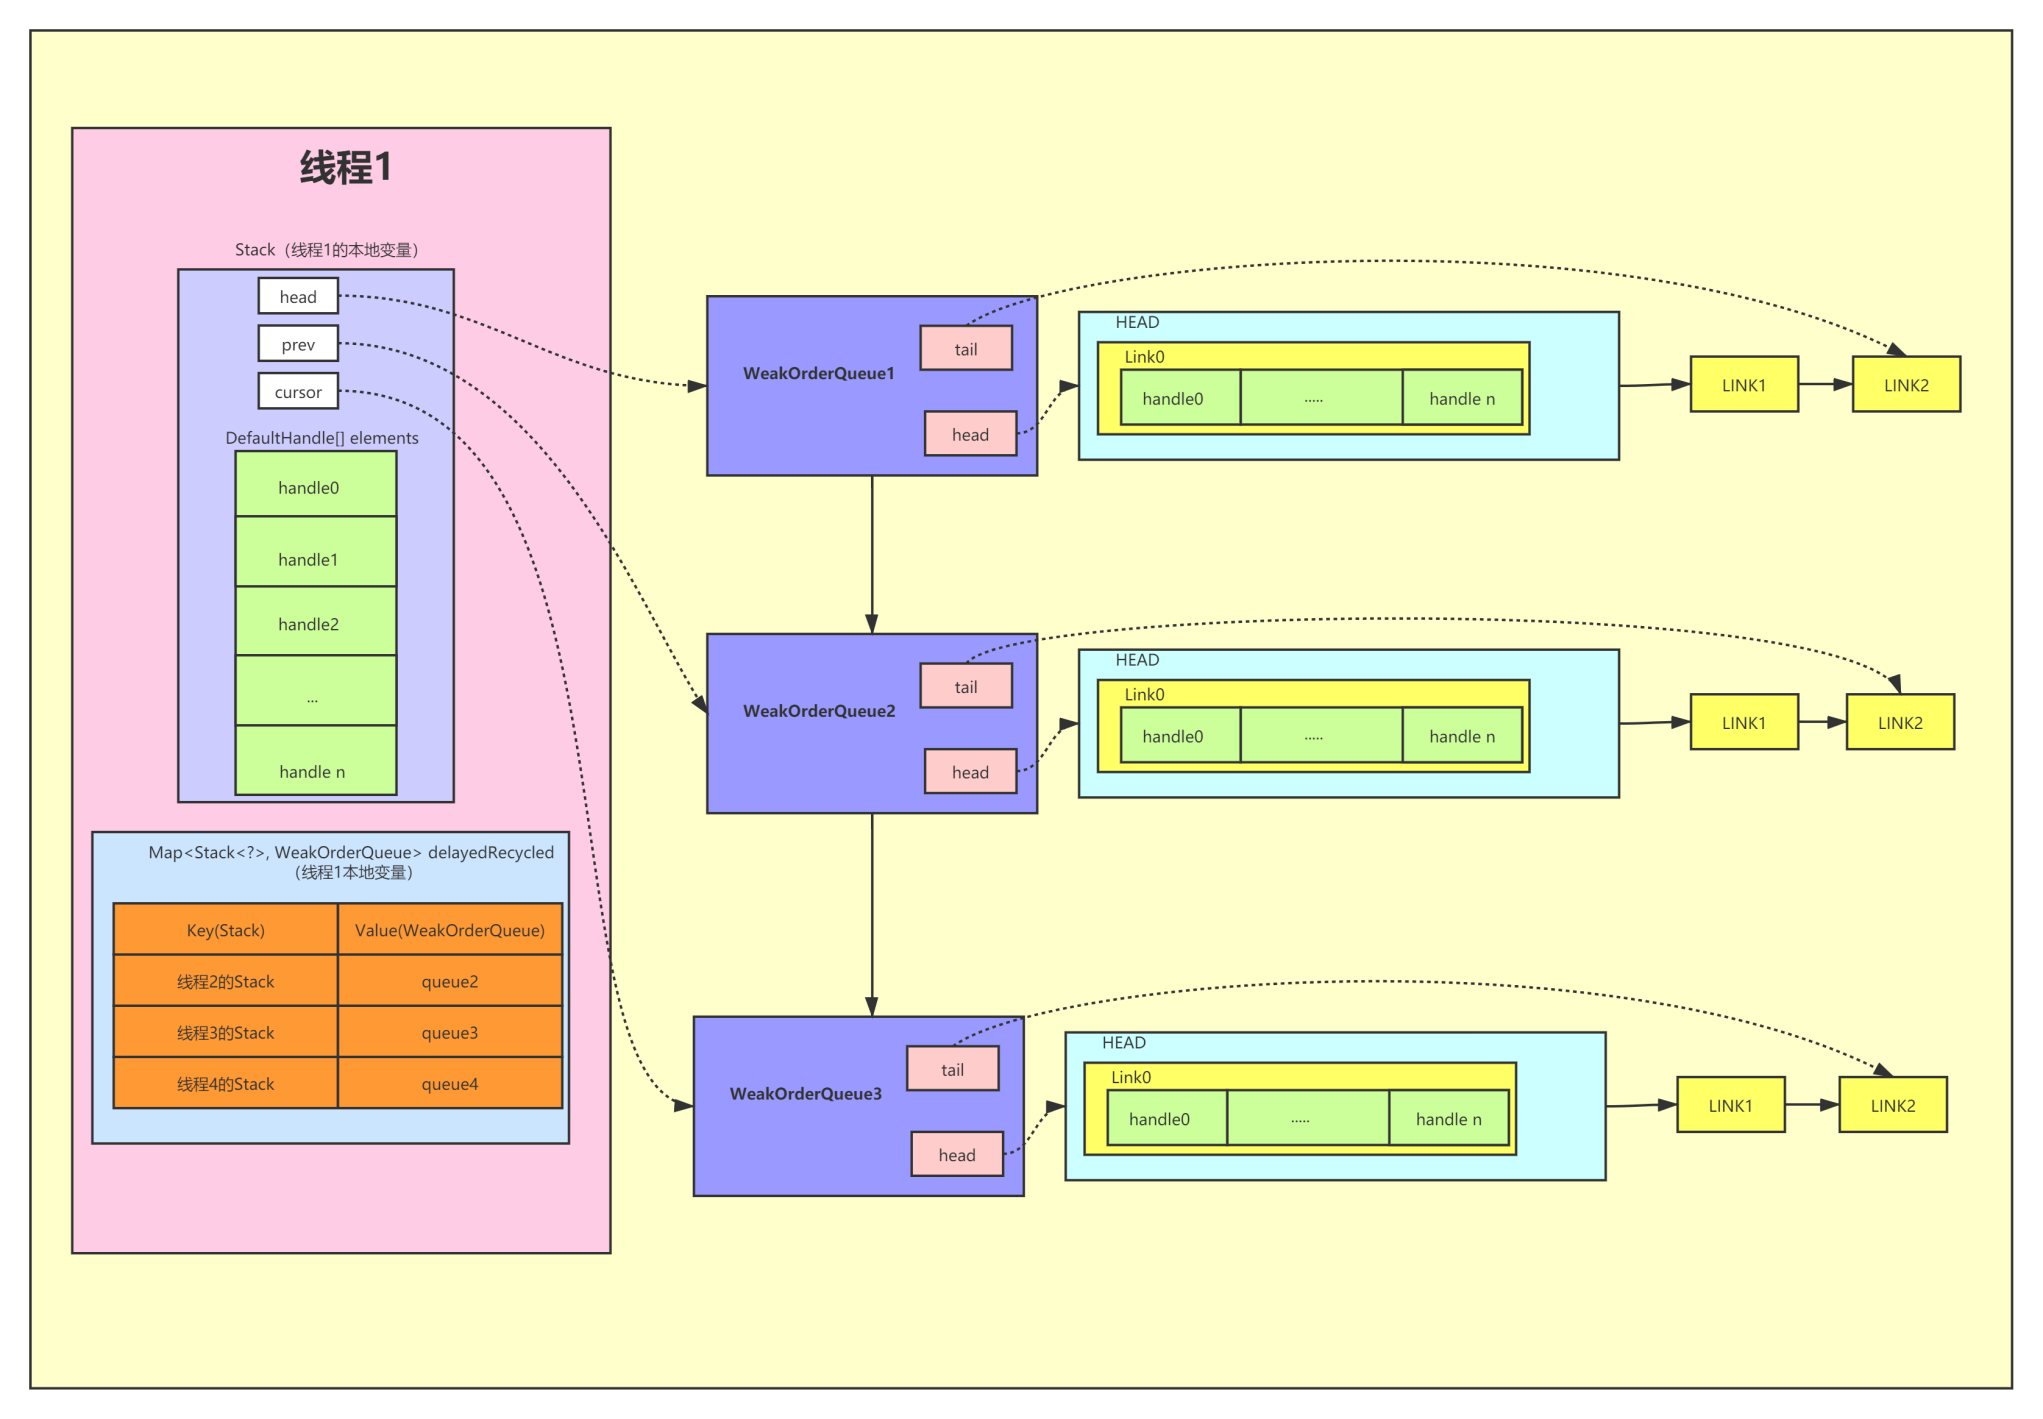 线程1
Stack（线程1的本地变量）
head
prev
cursor
DefaultHandle[] elements
handle0
handle1
handle2
...
handle n
Map<Stack<?>, WeakOrderQueue> delayedRecycled
（线程1本地变量）
Key(Stack)
Value(WeakOrderQueue)
线程2的Stack
queue2
线程3的Stack
queue3
线程4的Stack
queue4
WeakOrderQueue1
tail
head
HEAD
Link0
handle0
.....
handle n
LINK1
LINK2
WeakOrderQueue2
tail
head
HEAD
Link0
handle0
.....
handle n
LINK1
LINK2
WeakOrderQueue3
tail
head
HEAD
Link0
handle0
.....
handle n
LINK1
LINK2